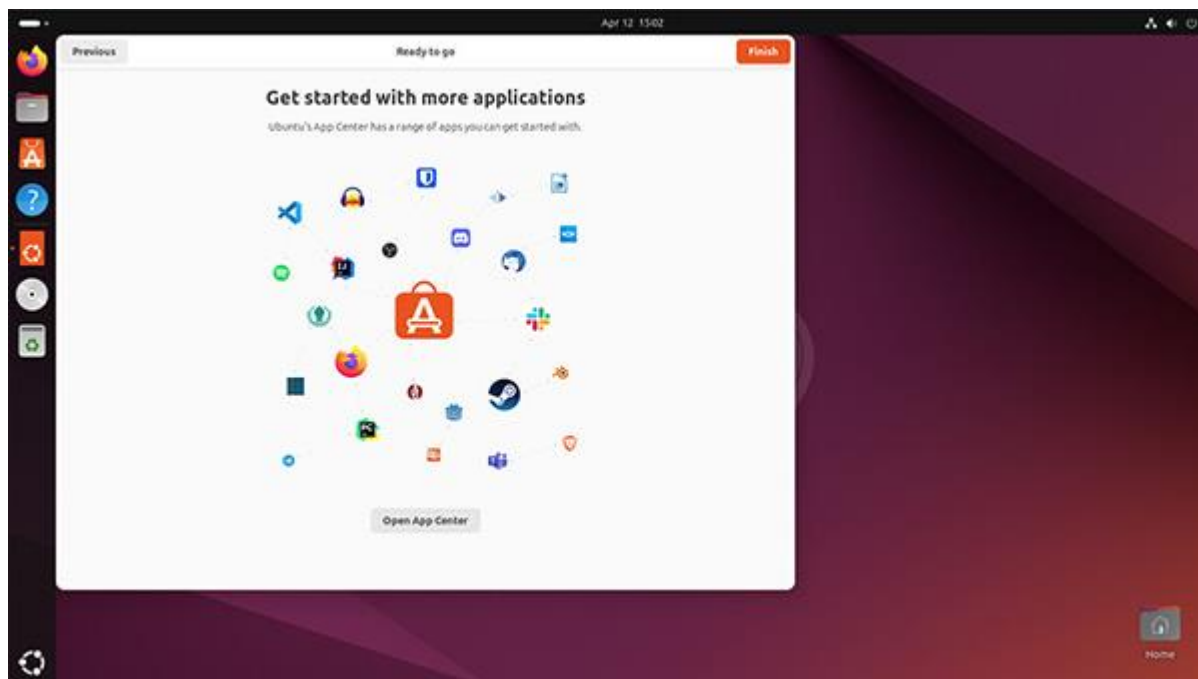 Apr 12 15:02
Previous
Ready to go
Finish
Get started with more applications
Ubuntu's App Center has a range of apps you can get started with.
Open App Center
Home